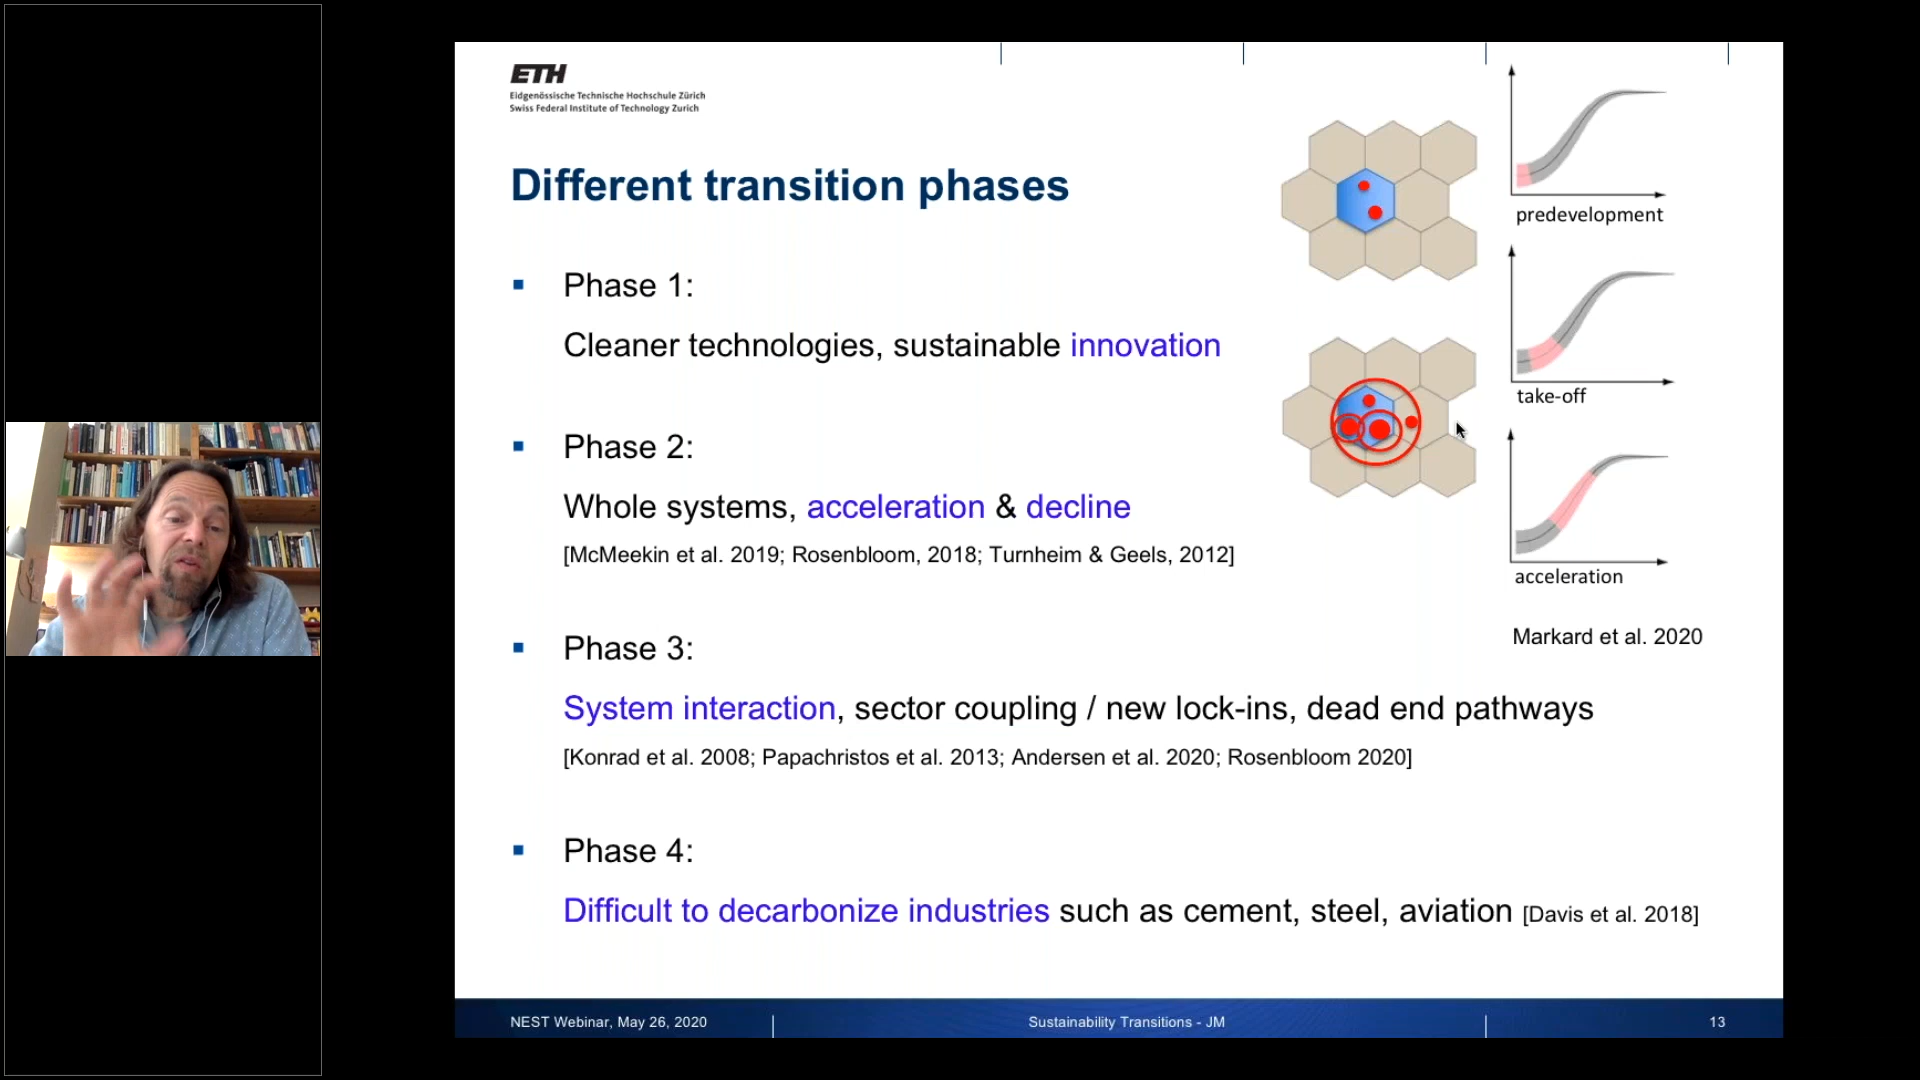 ETH
Eidgenössische Technische Hochschule Zürich
Swiss Federal Institute of Technology Zurich
Different transition phases
▪ Phase 1:
Cleaner technologies, sustainable innovation
▪ Phase 2:
Whole systems, acceleration & decline
[McMeekin et al. 2019; Rosenbloom, 2018; Turnheim & Geels, 2012]
▪ Phase 3:
System interaction, sector coupling / new lock-ins, dead end pathways
[Konrad et al. 2008; Papachristos et al. 2013; Andersen et al. 2020; Rosenbloom 2020]
▪ Phase 4:
Difficult to decarbonize industries such as cement, steel, aviation [Davis et al. 2018]
predevelopment
take-off
acceleration
Markard et al. 2020
NEST Webinar, May 26, 2020
Sustainability Transitions - JM
13